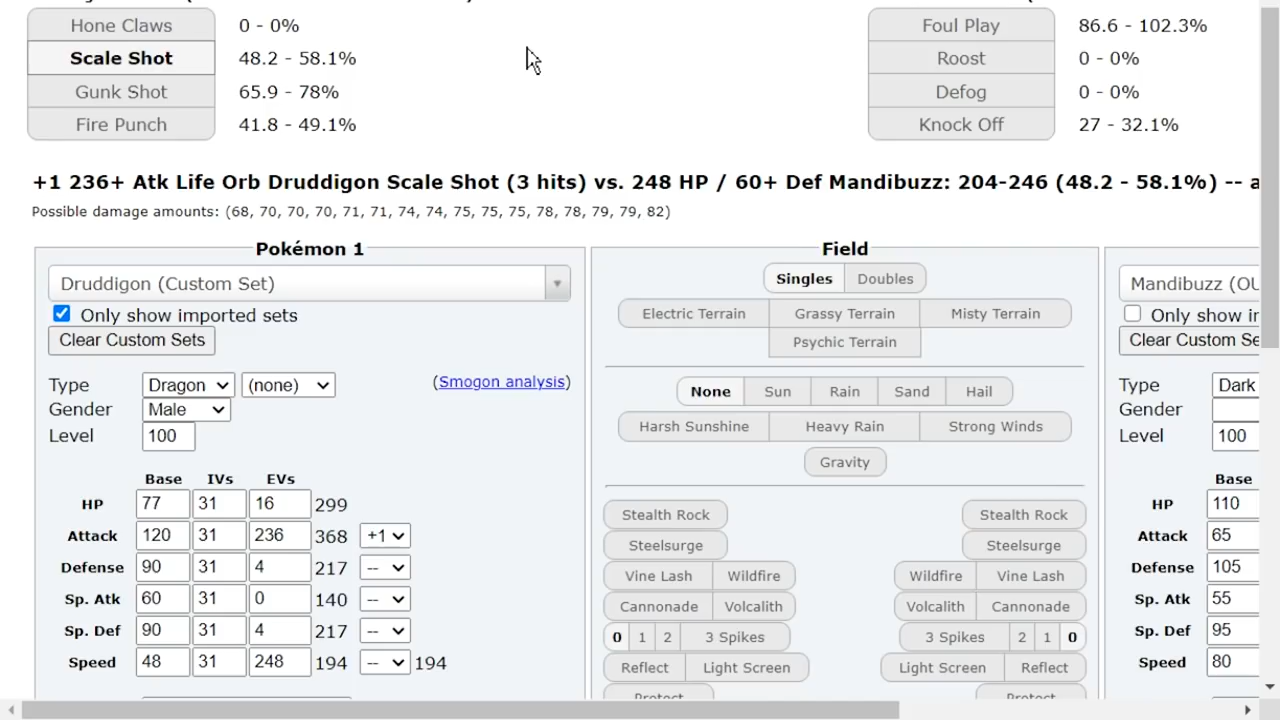 Hone Claws 0 - 0% Foul Play 86.6 - 102.3%
Scale Shot 48.2 - 58.1% Roost 0 - 0%
Gunk Shot 65.9 - 78% Defog 0 - 0%
Fire Punch 41.8 - 49.1% Knock Off 27 - 32.1%
+1 236+ Atk Life Orb Druddigon Scale Shot (3 hits) vs. 248 HP / 60+ Def Mandibuzz: 204-246 (48.2 - 58.1%) -- a
Possible damage amounts: (68, 70, 70, 70, 71, 71, 74, 74, 75, 75, 75, 78, 78, 79, 79, 82)
Pokémon 1
Druddigon (Custom Set)
Only show imported sets
Clear Custom Sets
Type Dragon (none) (Smogon analysis)
Gender Male
Level 100
Base IVs EVs
HP 77 31 16 299
Attack 120 31 236 368 +1
Defense 90 31 4 217 --
Sp. Atk 60 31 0 140 --
Sp. Def 90 31 4 217 --
Speed 48 31 248 194 -- 194
Field
Singles Doubles
Electric Terrain Grassy Terrain Misty Terrain
Psychic Terrain
None Sun Rain Sand Hail
Harsh Sunshine Heavy Rain Strong Winds
Gravity
Stealth Rock Stealth Rock
Steelsurge Steelsurge
Vine Lash Wildfire Wildfire Vine Lash
Cannonade Volcalith Volcalith Cannonade
0 1 2 3 Spikes 3 Spikes 2 1 0
Reflect Light Screen Light Screen Reflect
Protect Protect
Mandibuzz (OU
Only show ir
Clear Custom Se
Type Dark
Gender
Level 100
Base
HP 110
Attack 65
Defense 105
Sp. Atk 55
Sp. Def 95
Speed 80